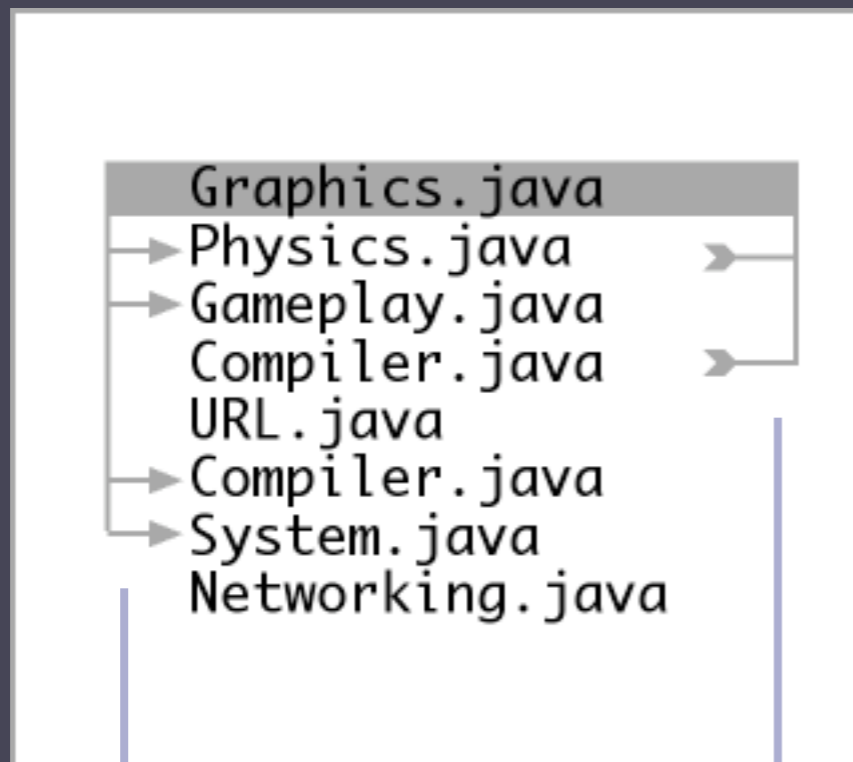 Graphics.java
Physics.java
Gameplay.java
Compiler.java
URL.java
Compiler.java
System.java
Networking.java